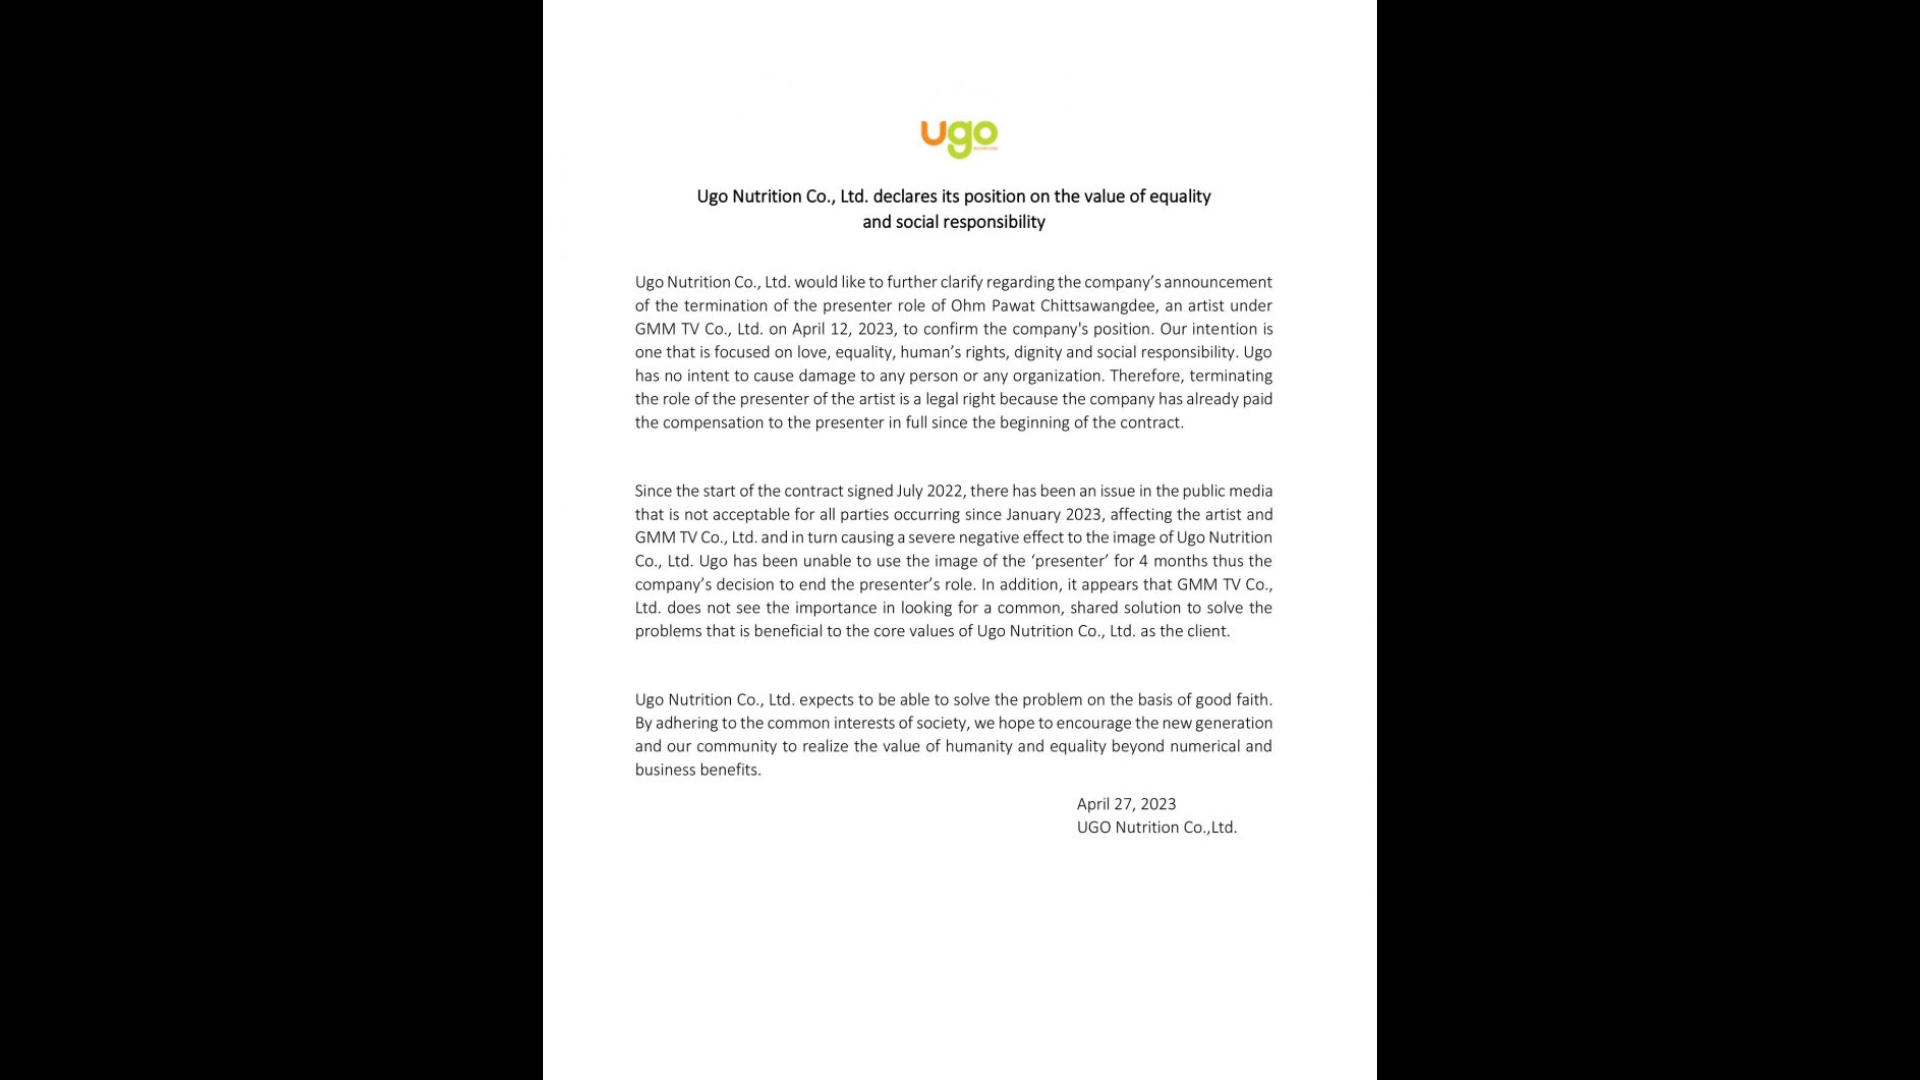 ugo
Ugo Nutrition Co., Ltd. declares its position on the value of equality
and social responsibility
Ugo Nutrition Co., Ltd. would like to further clarify regarding the company’s announcement
of the termination of the presenter role of Ohm Pawat Chittsawangdee, an artist under
GMM TV Co., Ltd. on April 12, 2023, to confirm the company's position. Our intention is
one that is focused on love, equality, human’s rights, dignity and social responsibility. Ugo
has no intent to cause damage to any person or any organization. Therefore, terminating
the role of the presenter of the artist is a legal right because the company has already paid
the compensation to the presenter in full since the beginning of the contract.
Since the start of the contract signed July 2022, there has been an issue in the public media
that is not acceptable for all parties occurring since January 2023, affecting the artist and
GMM TV Co., Ltd. and in turn causing a severe negative effect to the image of Ugo Nutrition
Co., Ltd. Ugo has been unable to use the image of the ‘presenter’ for 4 months thus the
company’s decision to end the presenter’s role. In addition, it appears that GMM TV Co.,
Ltd. does not see the importance in looking for a common, shared solution to solve the
problems that is beneficial to the core values of Ugo Nutrition Co., Ltd. as the client.
Ugo Nutrition Co., Ltd. expects to be able to solve the problem on the basis of good faith.
By adhering to the common interests of society, we hope to encourage the new generation
and our community to realize the value of humanity and equality beyond numerical and
business benefits.
April 27, 2023
UGO Nutrition Co.,Ltd.